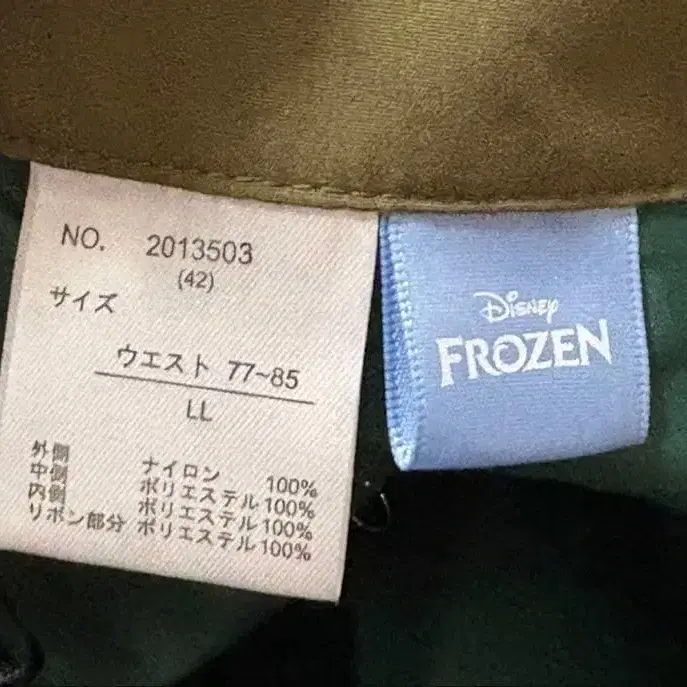 NO. 2013503
(42)
サイズ
ウエスト 77~85
LL
外側 ナイロン 100%
中側 ポリエステル 100%
内側 ポリエステル 100%
リボン部分 ポリエステル 100%
Disney
FROZEN